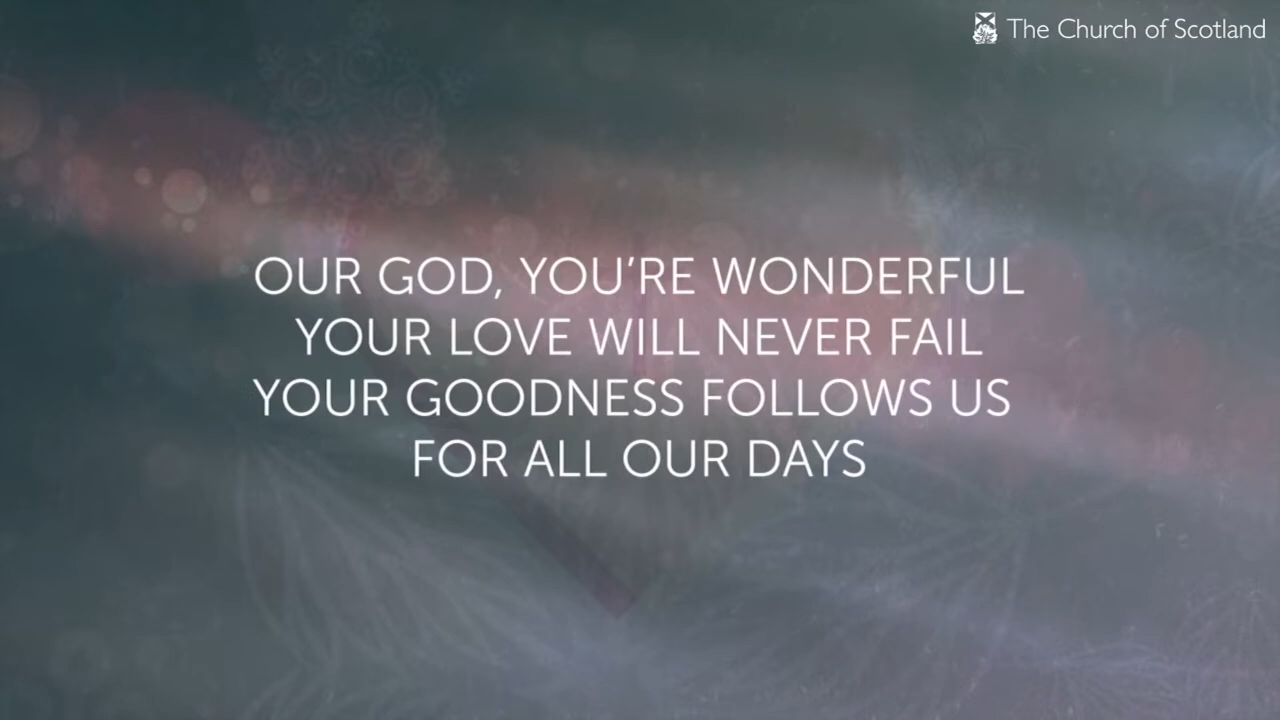 The Church of Scotland
OUR GOD, YOU'RE WONDERFUL
YOUR LOVE WILL NEVER FAIL
YOUR GOODNESS FOLLOWS US
FOR ALL OUR DAYS